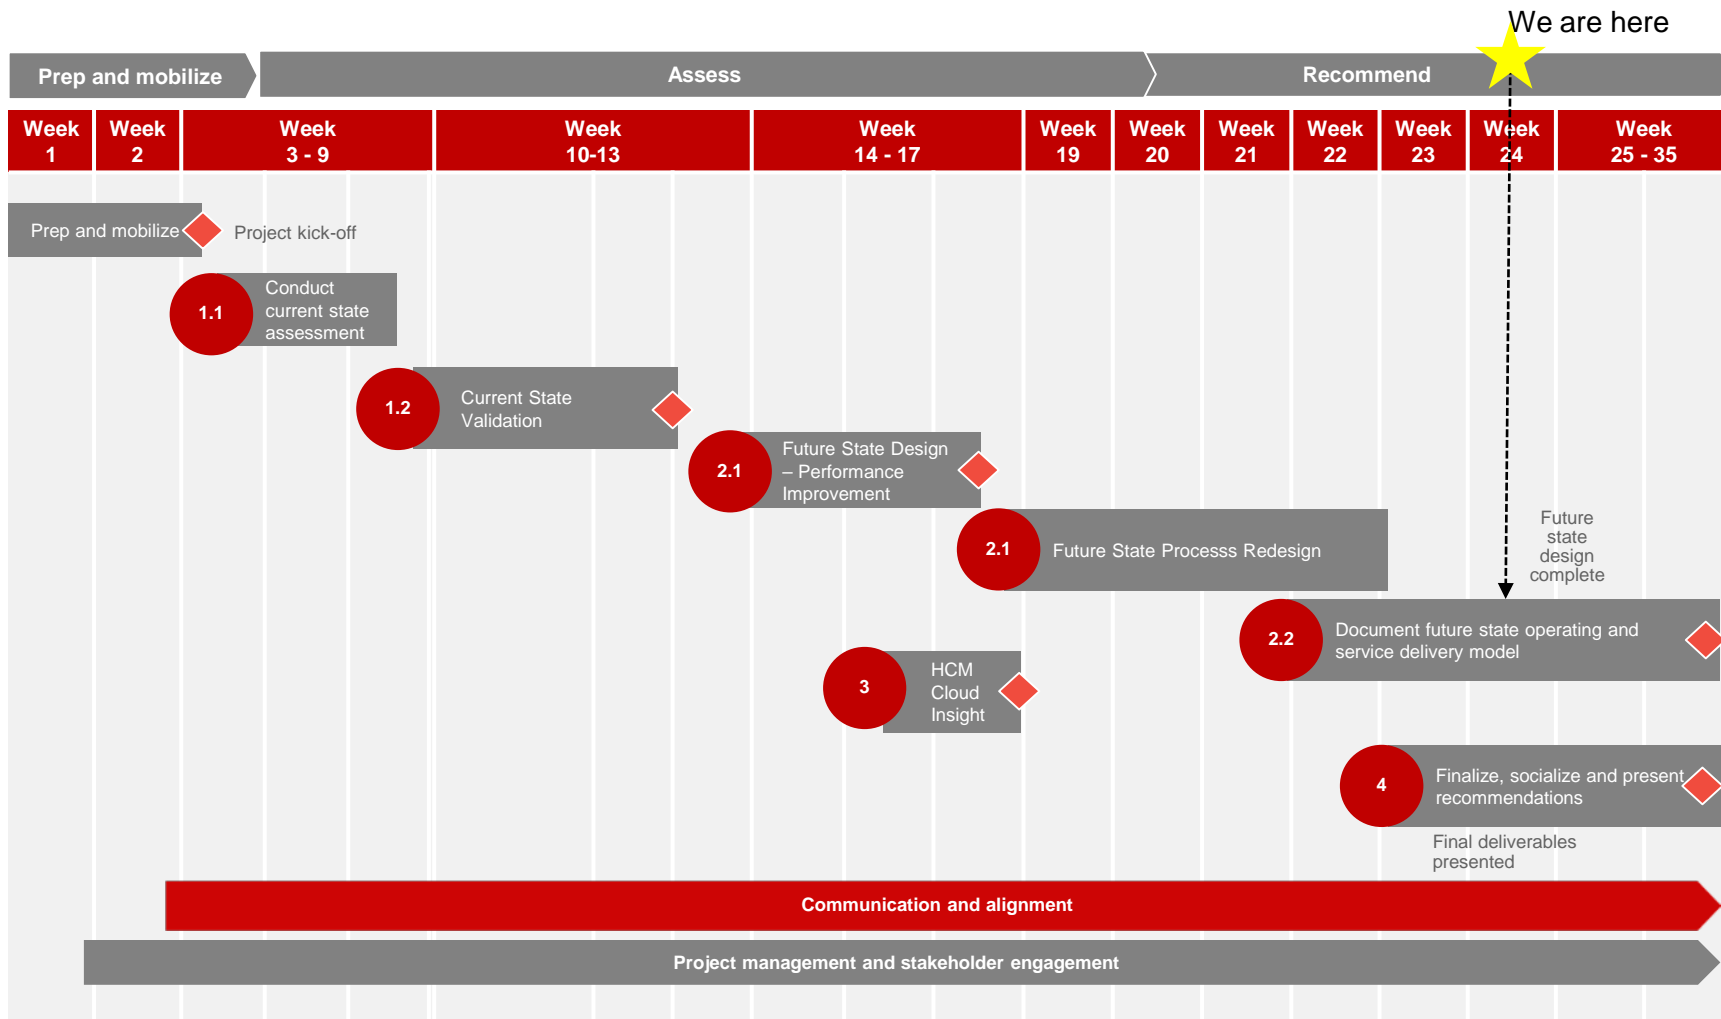 We are here
Prep and mobilize
Assess
Recommend
Week
1
Week
2
Week
3 - 9
Week
10-13
Week
14 - 17
Week
19
Week
20
Week
21
Week
22
Week
23
Week
24
Week
25 - 35
Prep and mobilize
Project kick-off
1.1
Conduct
current state
assessment
1.2
Current State
Validation
2.1
Future State Design
– Performance
Improvement
2.1
Future State Processs Redesign
Future
state
design
complete
2.2
Document future state operating and
service delivery model
3
HCM
Cloud
Insight
4
Finalize, socialize and present
recommendations
Final deliverables
presented
Communication and alignment
Project management and stakeholder engagement